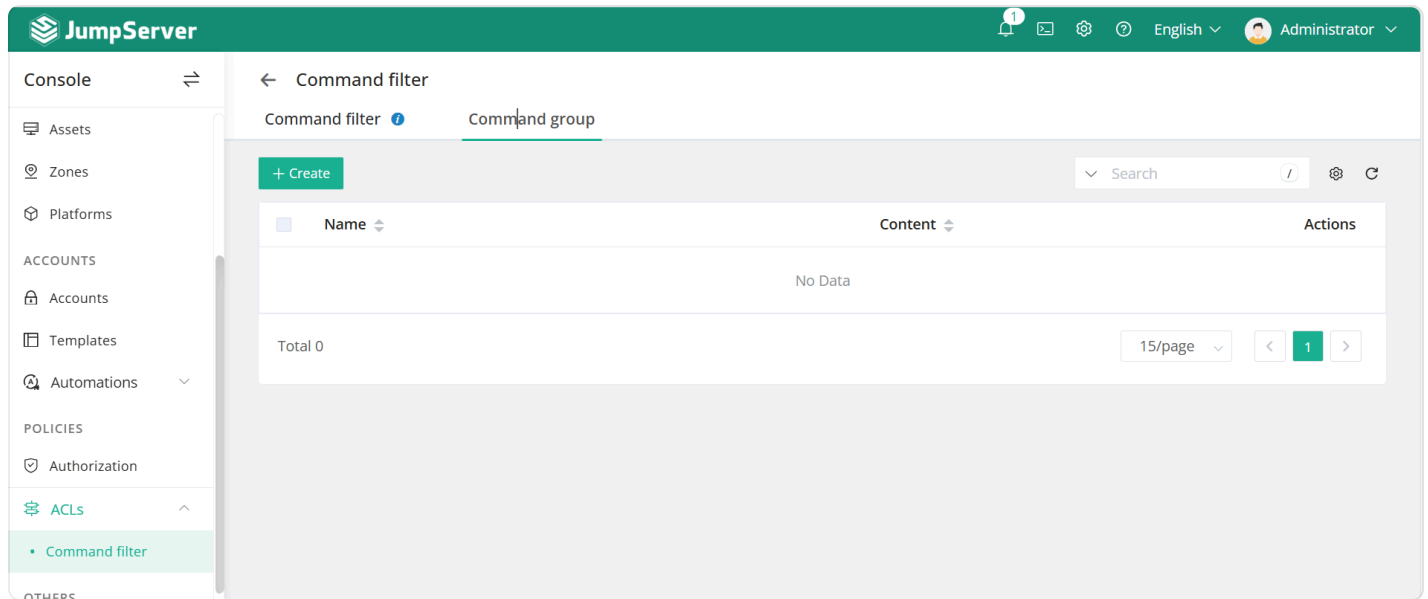 JumpServer
1
English
Administrator
Console
Command filter
Command filter
Command group
Assets
Zones
Platforms
ACCOUNTS
Accounts
Templates
Automations
POLICIES
Authorization
ACLs
Command filter
OTHERS
+ Create
Search /
Name Content Actions
No Data
Total 0
15/page
1